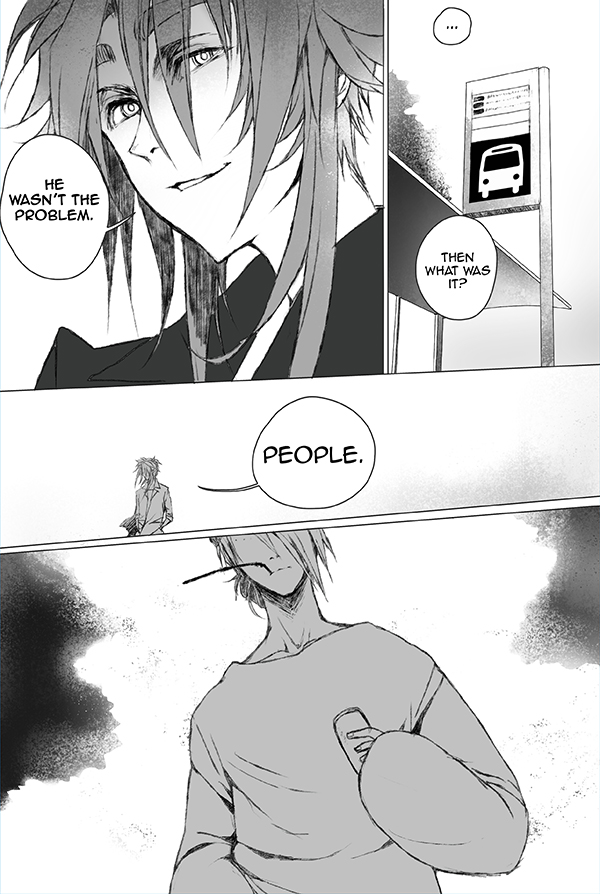 HE
WASN'T THE
PROBLEM.
...
THEN
WHAT WAS
IT?
PEOPLE.